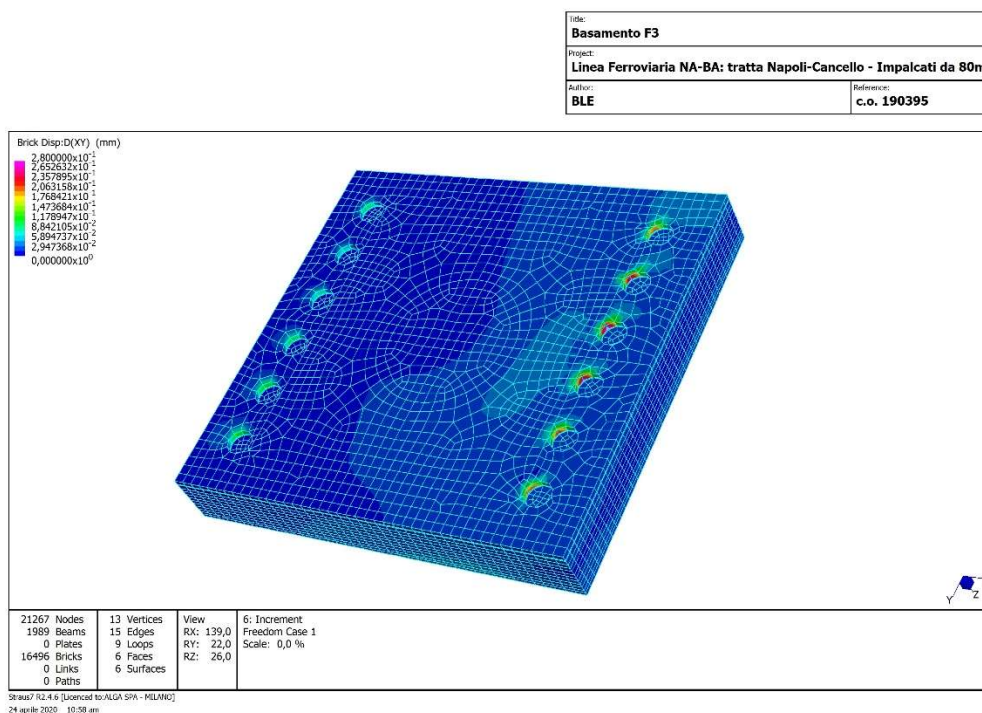 Title:
Basamento F3
Project:
Linea Ferroviaria NA-BA: tratta Napoli-Cancello - Impalcati da 80m
Author:
BLE
Reference:
c.o. 190395
Brick Disp:D(XY) (mm)
2,800000x10-1
2,652632x10-1
2,357895x10-1
2,063158x10-1
1,768421x10-1
1,473684x10-1
1,178947x10-1
8,842105x10-2
5,894737x10-2
2,947368x10-2
0,000000x100
Y
Z
21267 Nodes
1989 Beams
0 Plates
16496 Bricks
0 Links
0 Paths
13 Vertices
15 Edges
9 Loops
6 Faces
6 Surfaces
View
RX: 139,0
RY: 22,0
RZ: 26,0
6: Increment
Freedom Case 1
Scale: 0,0 %
Straus7 R2.4.6 [Licenced to:ALGA SPA - MILANO]
24 aprile 2020 10:58 am